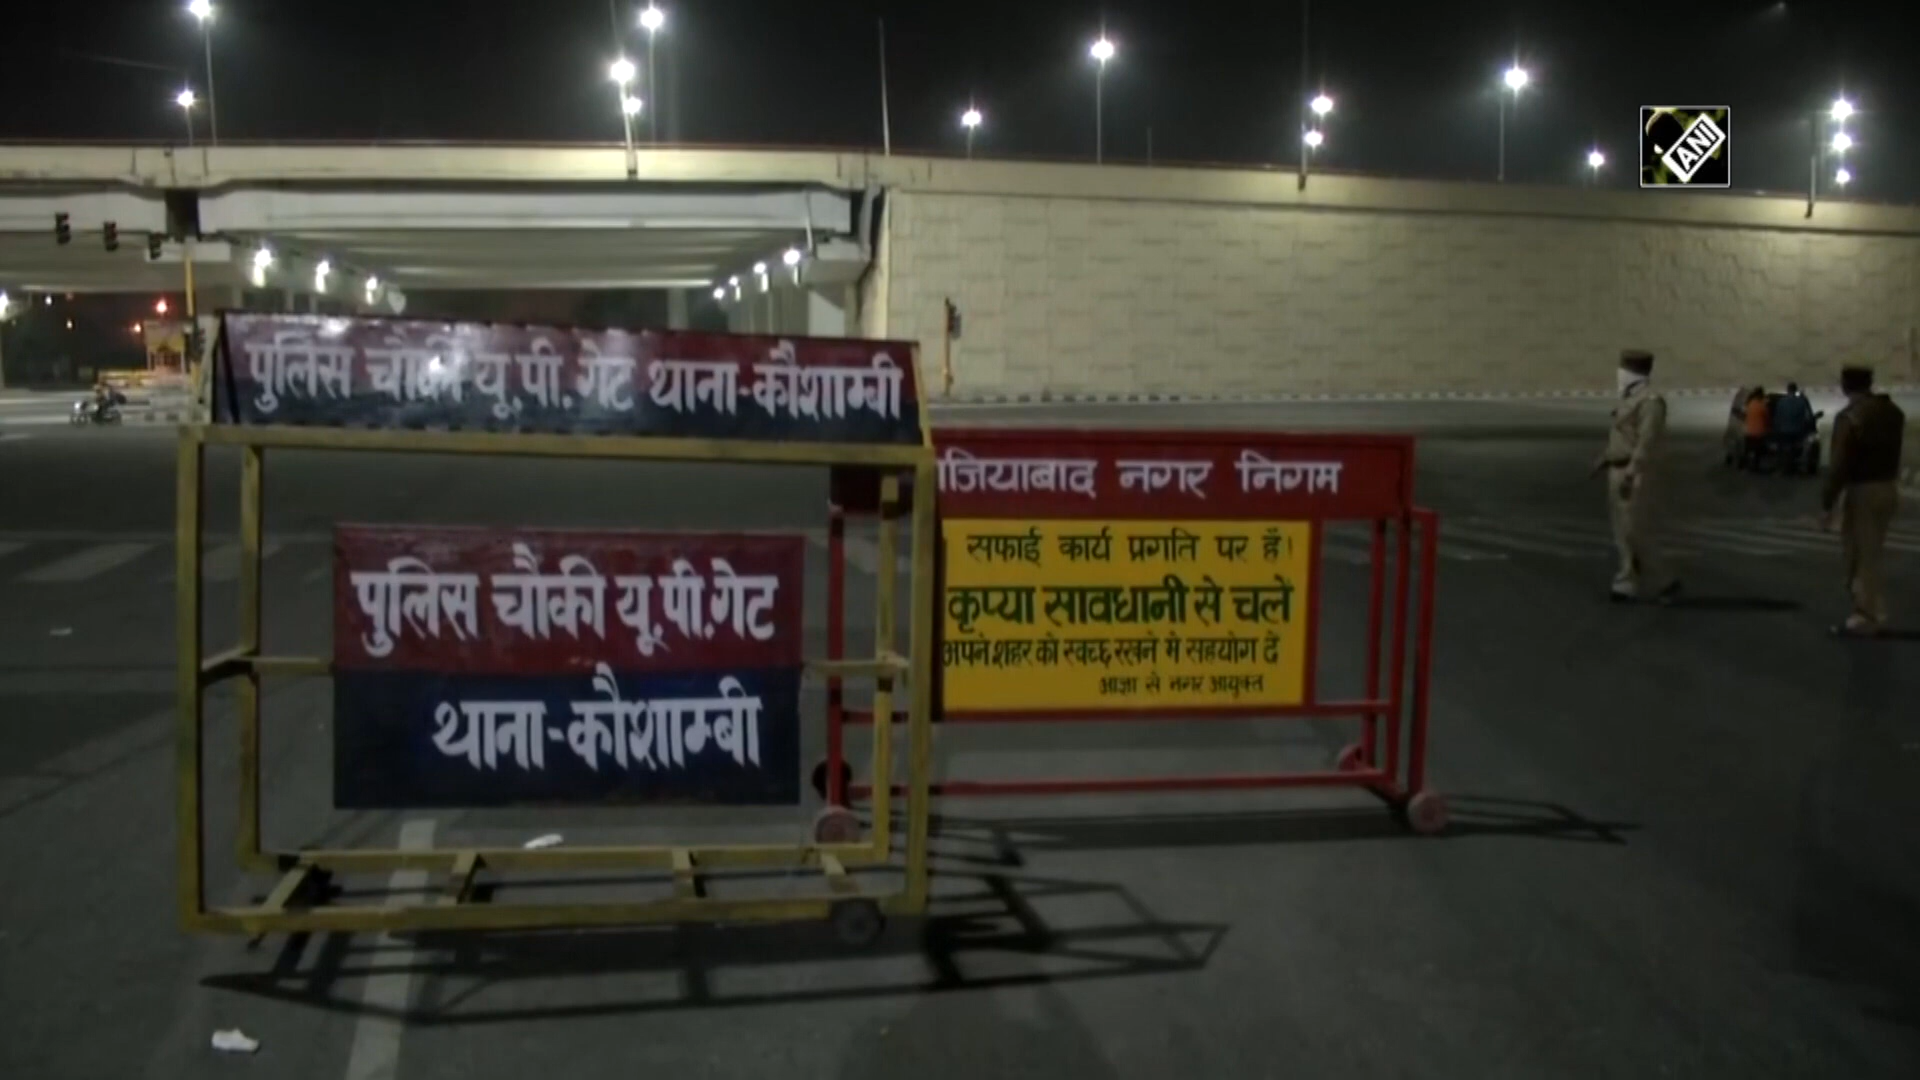 पुलिस चौकी यू.पी. गेट थाना-कौशाम्बी
पुलिस चौकी यू.पी.गेट
थाना-कौशाम्बी
जियाबाद नगर निगम
सफाई कार्य प्रगति पर हैं।
कृप्या सावधानी से चलें
अपने शहर को स्वच्छ रखने में सहयोग दें
आज्ञा से नगर आयुक्त
ANI